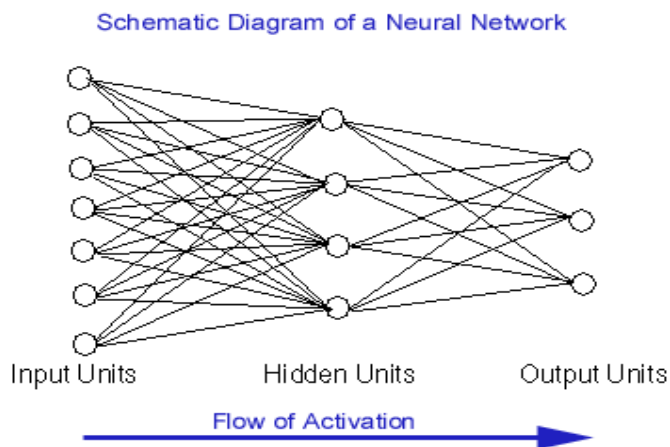 Schematic Diagram of a Neural Network
Input Units Hidden Units Output Units
Flow of Activation